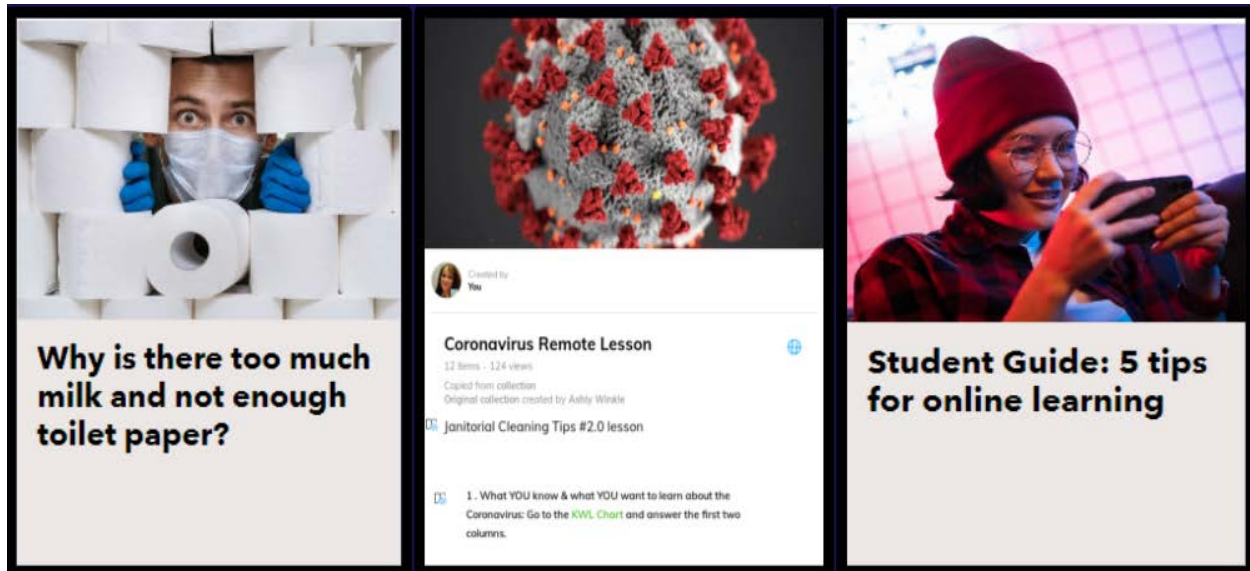 Why is there too much
milk and not enough
toilet paper?
Created by
You
Coronavirus Remote Lesson
12 items - 124 views
Copied from collection
Original collection created by Ashly Winkle
Janitorial Cleaning Tips #2.0 lesson
1. What YOU know & what YOU want to learn about the
Coronavirus: Go to the KWL Chart and answer the first two
columns.
Student Guide: 5 tips
for online learning